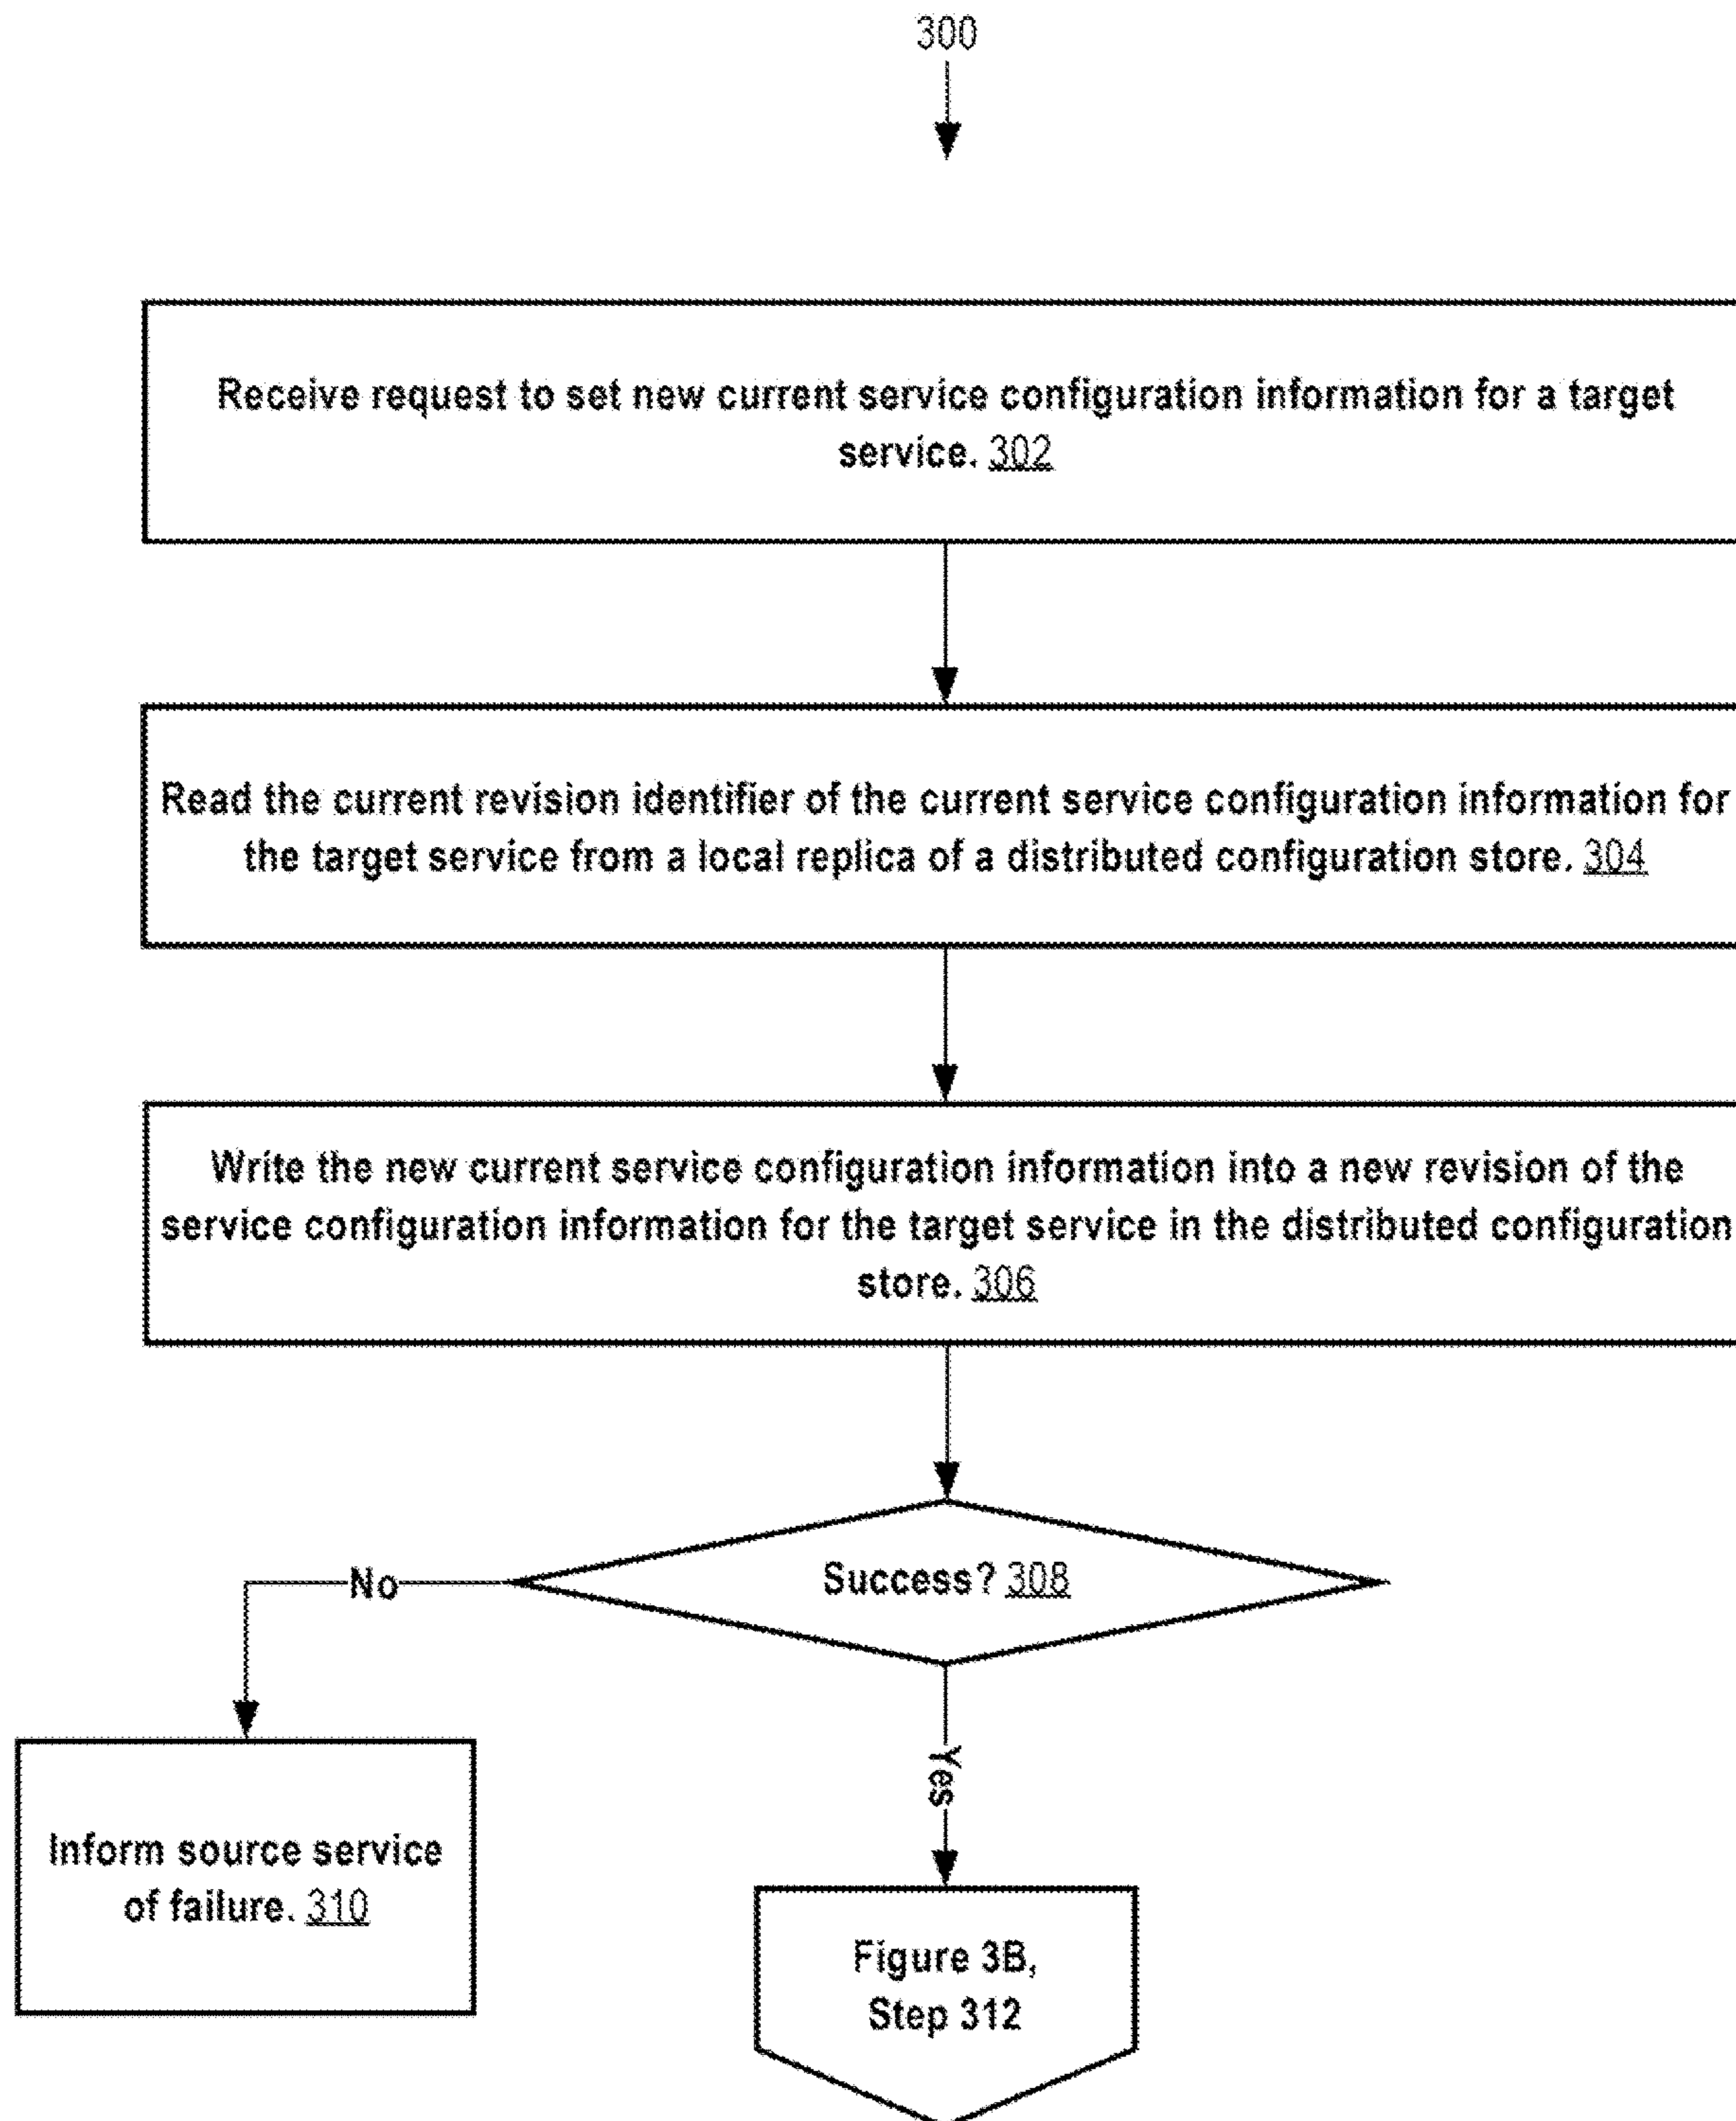 300
Receive request to set new current service configuration information for a target
service. 302
Read the current revision identifier of the current service configuration information for
the target service from a local replica of a distributed configuration store. 304
Write the new current service configuration information into a new revision of the
service configuration information for the target service in the distributed configuration
store. 306
Success? 308
No
Yes
Inform source service
of failure. 310
Figure 3B,
Step 312